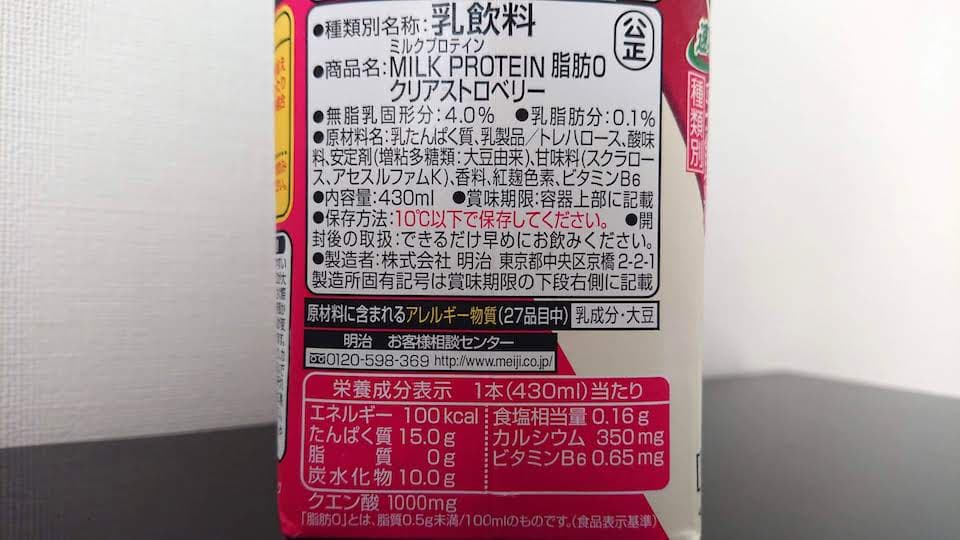 ●種類別名称:乳飲料
公正
ミルクプロテイン
●商品名:MILK PROTEIN 脂肪0
クリアストロベリー
●無脂乳固形分:4.0% ●乳脂肪分:0.1%
●原材料名:乳たんぱく質、乳製品/トレハロース、酸味
料、安定剤(増粘多糖類:大豆由来)、甘味料(スクラロー
ス、アセスルファムK)、香料、紅麹色素、ビタミンB6
●内容量:430ml ●賞味期限:容器上部に記載
●保存方法:10℃以下で保存してください。 ●開
封後の取扱:できるだけ早めにお飲みください。
●製造者:株式会社 明治 東京都中央区京橋2-2-1
製造所固有記号は賞味期限の下段右側に記載
原材料に含まれるアレルギー物質(27品目中) 乳成分・大豆
明治 お客様相談センター
0120-598-369 http://www.meiji.co.jp/
栄養成分表示 1本(430ml)当たり
エネルギー 100kcal 食塩相当量 0.16g
たんぱく質 15.0g カルシウム 350mg
脂質 0g ビタミンB6 0.65mg
炭水化物 10.0g
クエン酸 1000mg
「脂肪0」とは、脂質0.5g未満/100mlのものです。(食品表示基準)
種類別